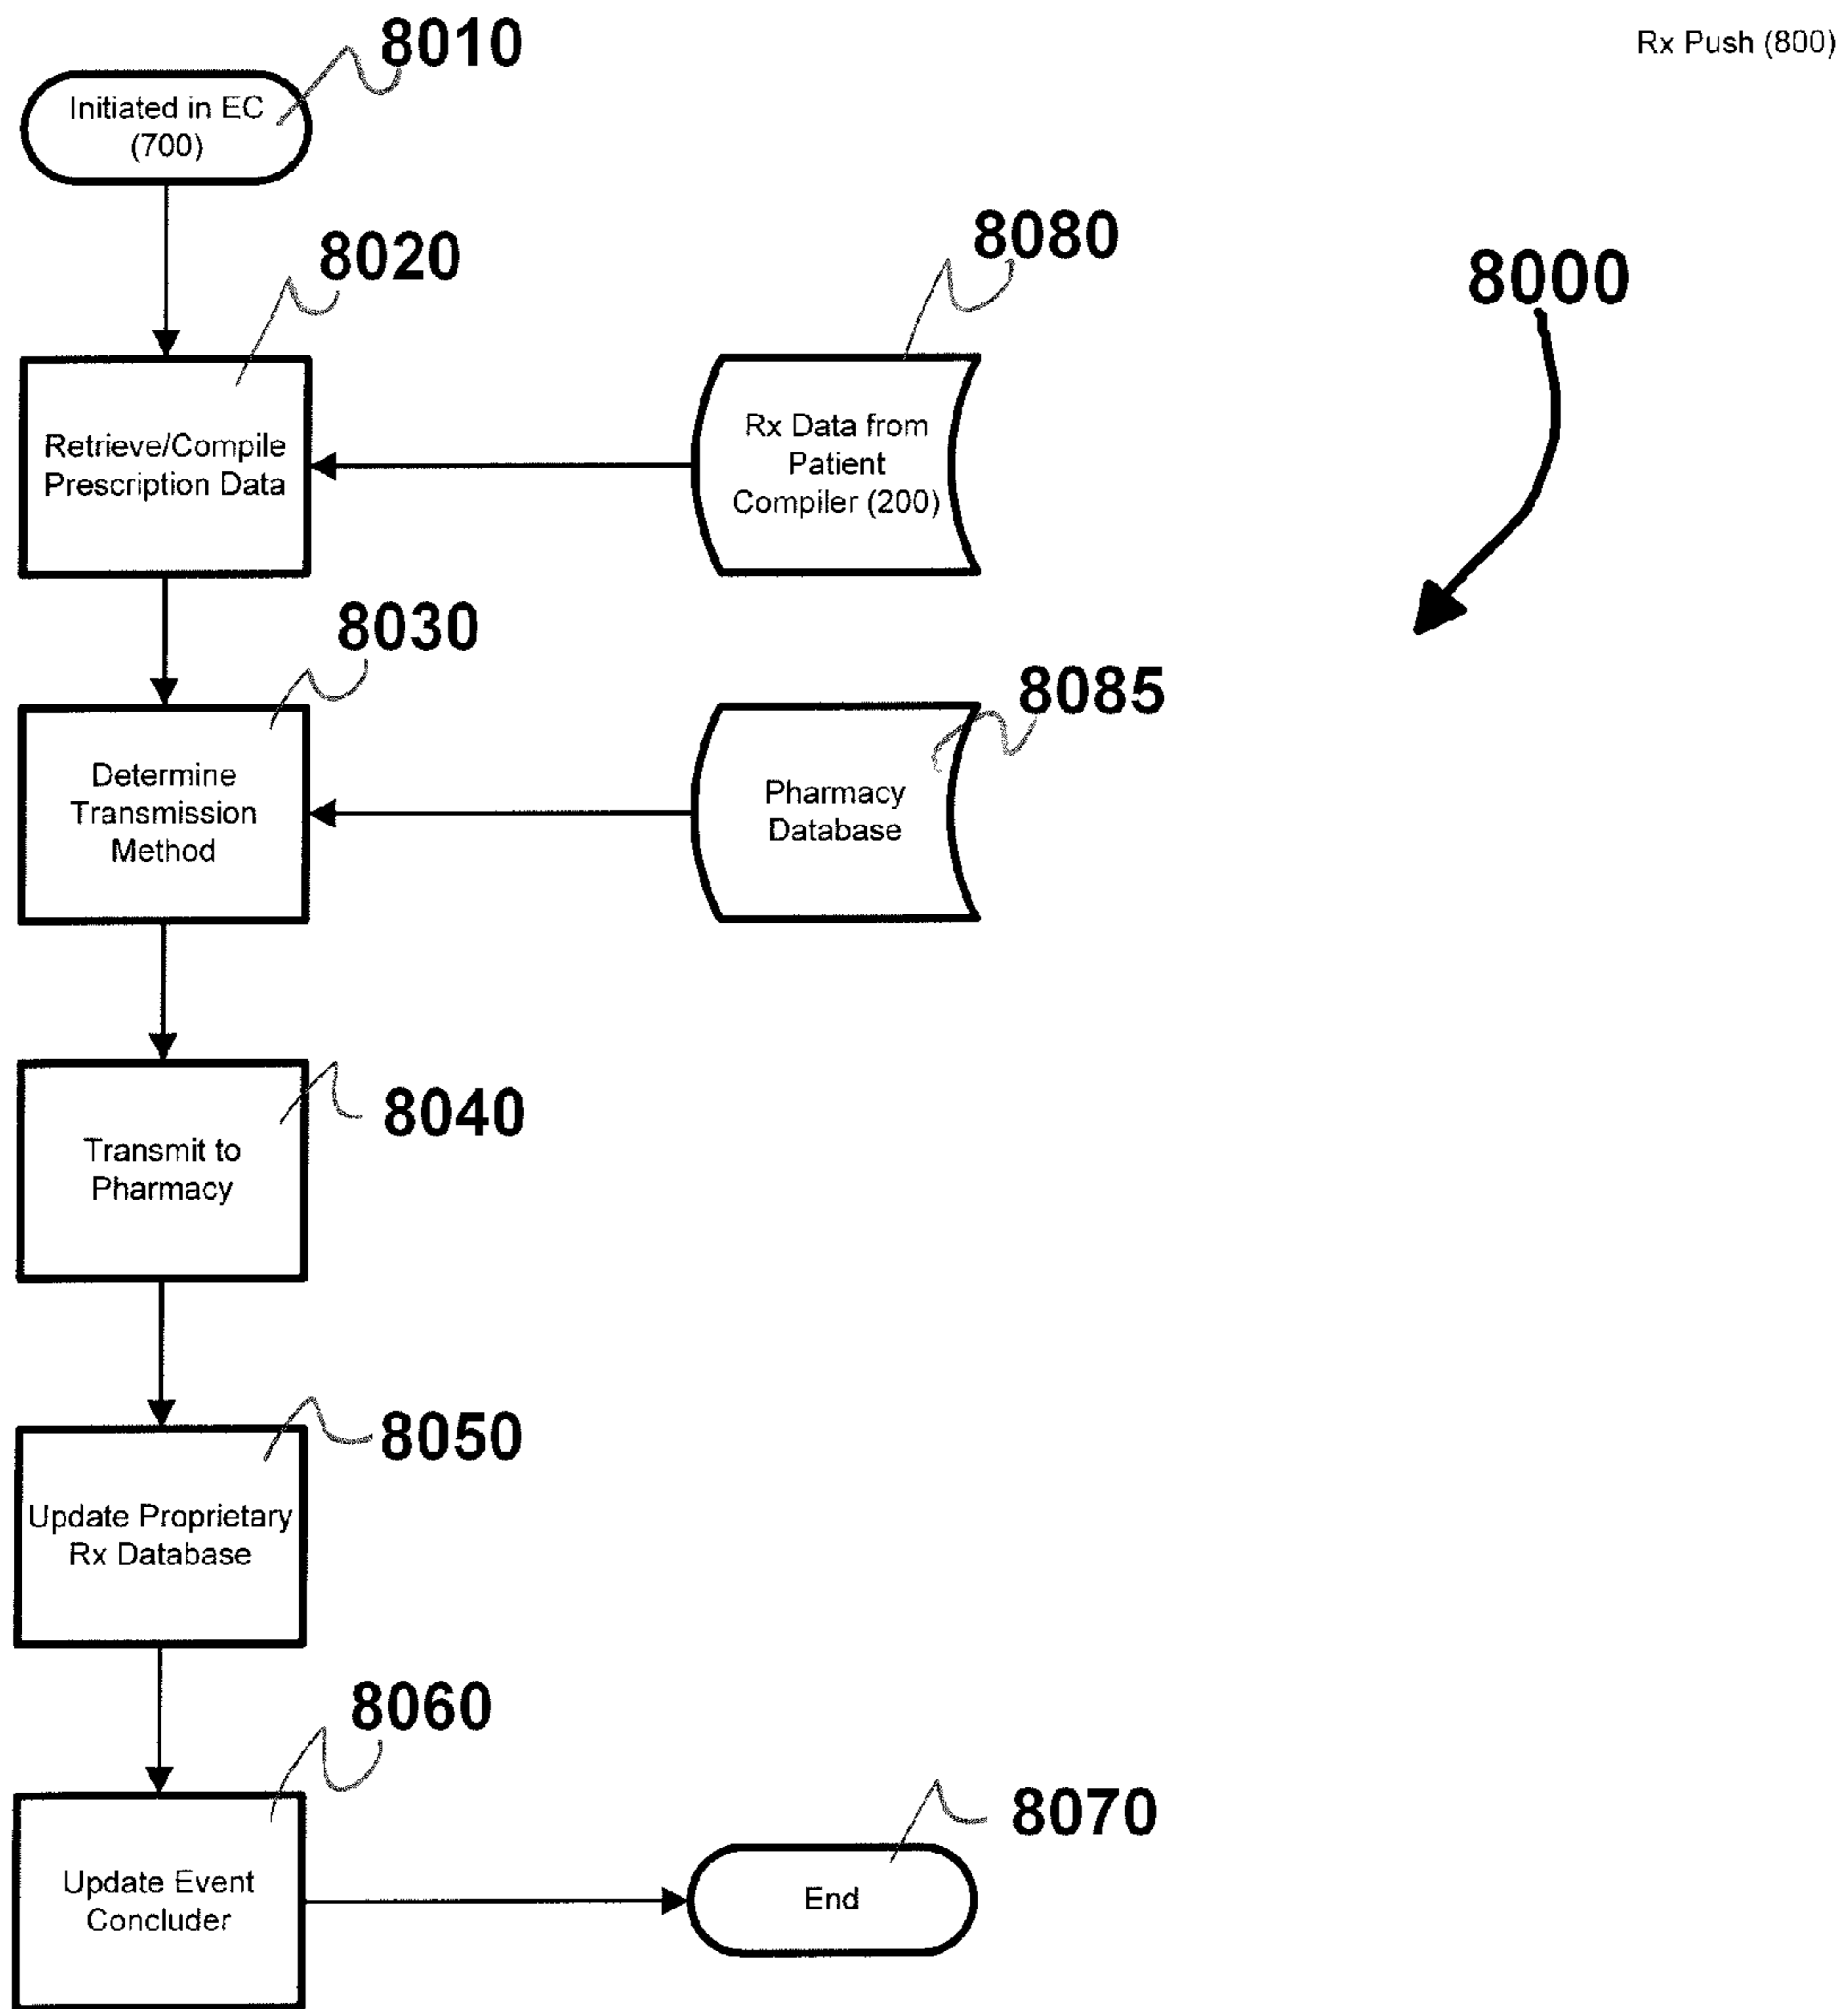 8010
Rx Push (800)
Initiated in EC
(700)
8020
8080
8000
Retrieve/Compile
Prescription Data
Rx Data from
Patient
Compiler (200)
8030
8085
Determine
Transmission
Method
Pharmacy
Database
8040
Transmit to
Pharmacy
8050
Update Proprietary
Rx Database
8060
8070
Update Event
Concluder
End